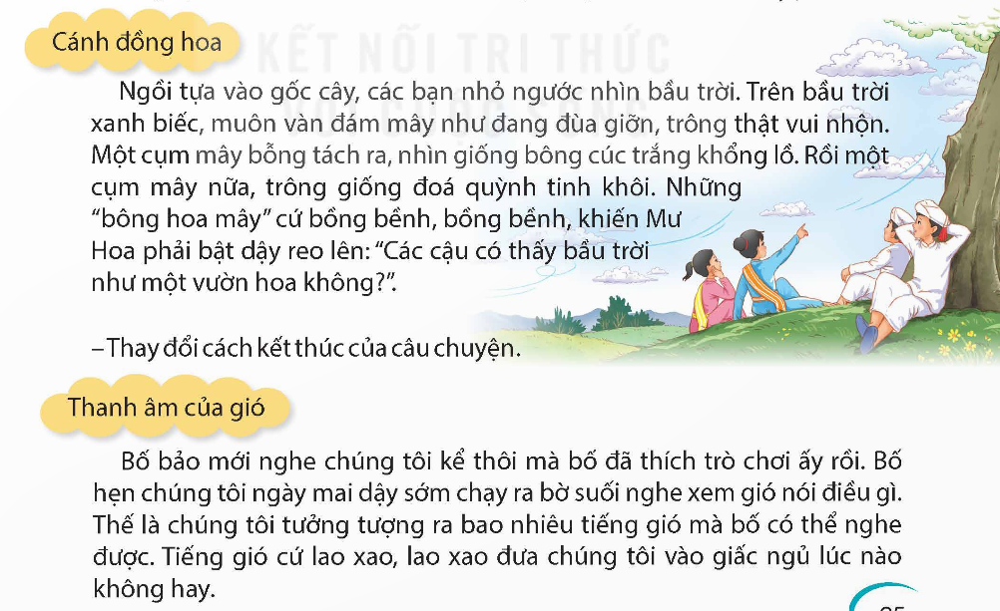 Cánh đồng hoa
KẾT NỐI TRI THỨC
Ngồi tựa vào gốc cây, các bạn nhỏ ngước nhìn bầu trời. Trên bầu trời
xanh biếc, muôn vàn đám mây như đang đùa giỡn, trông thật vui nhộn.
Một cụm mây bỗng tách ra, nhìn giống bông cúc trắng khổng lồ. Rồi một
cụm mây nữa, trông giống đoá quỳnh tinh khôi. Những
“bông hoa mây” cứ bồng bềnh, bồng bềnh, khiến Mư
Hoa phải bật dậy reo lên: “Các cậu có thấy bầu trời
như một vườn hoa không?”.
– Thay đổi cách kết thúc của câu chuyện.
Thanh âm của gió
Bố bảo mới nghe chúng tôi kể thôi mà bố đã thích trò chơi ấy rồi. Bố
hẹn chúng tôi ngày mai dậy sớm chạy ra bờ suối nghe xem gió nói điều gì.
Thế là chúng tôi tưởng tượng ra bao nhiêu tiếng gió mà bố có thể nghe
được. Tiếng gió cứ lao xao, lao xao đưa chúng tôi vào giấc ngủ lúc nào
không hay.